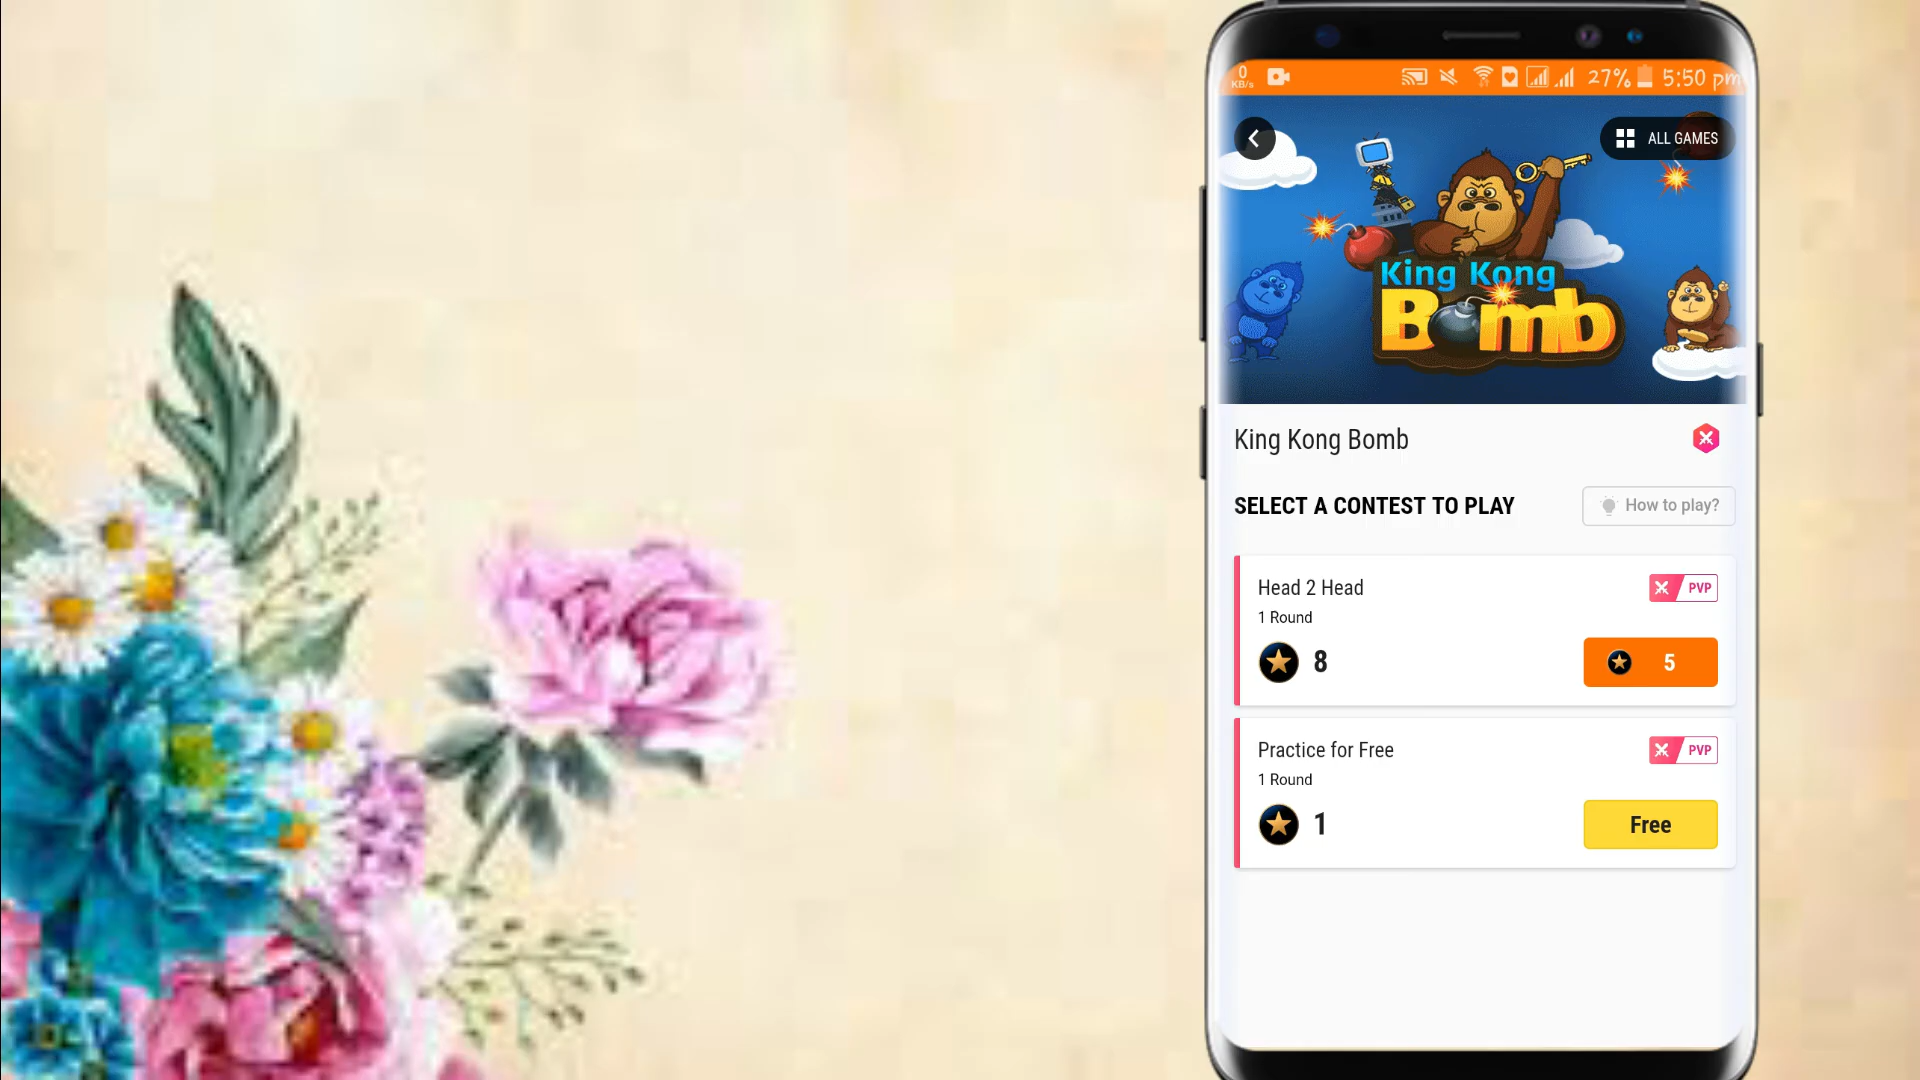 0
KB/s
27% 5:50 pm
ALL GAMES
King Kong
Bomb
King Kong Bomb
SELECT A CONTEST TO PLAY
How to play?
Head 2 Head
PVP
1 Round
8
5
Practice for Free
PVP
1 Round
1
Free